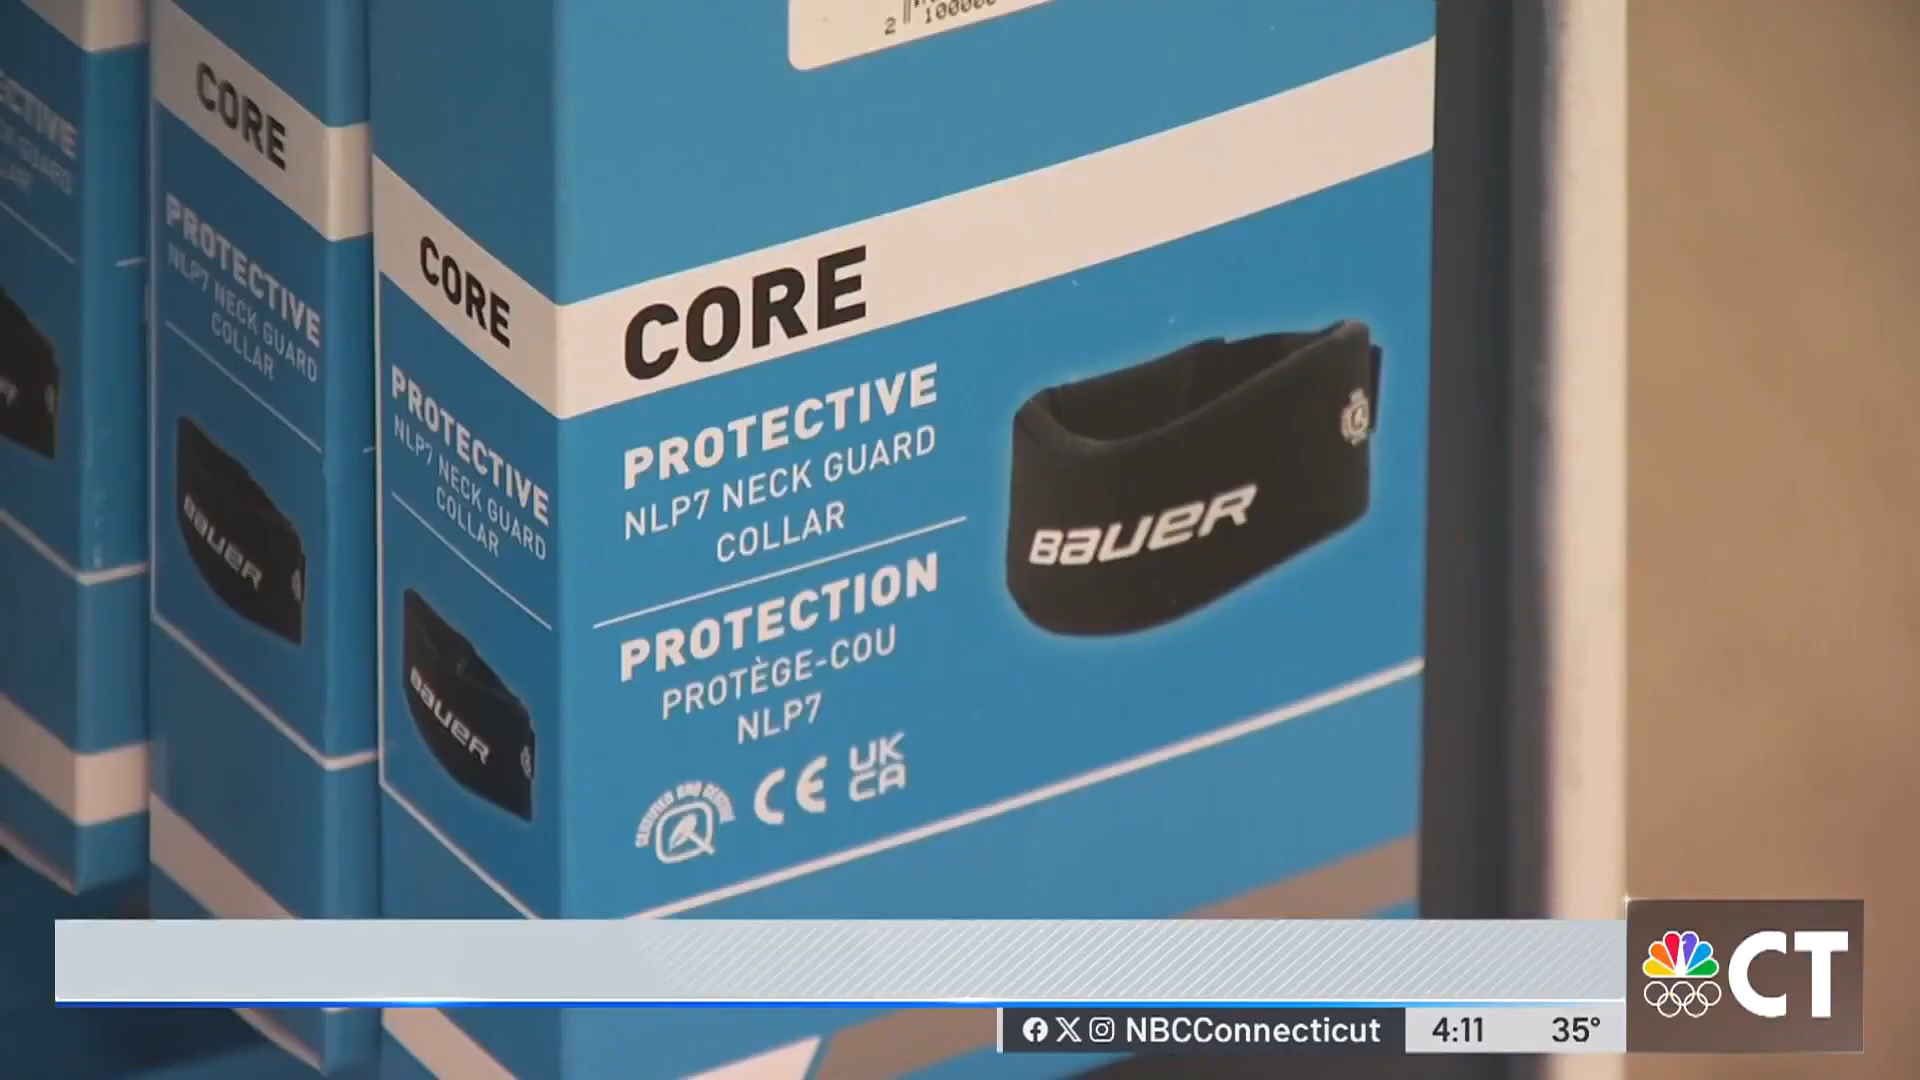 CORE
PROTECTIVE
NLP7 NECK GUARD
COLLAR
BAUER
CORE
PROTECTIVE
NLP7 NECK GUARD
COLLAR
BAUER
CORE
PROTECTIVE
NLP7 NECK GUARD
COLLAR
PROTECTION
PROTÈGE-COU
NLP7
CE UK
CA
BAUER
NBCConnecticut
4:11 35°
CT